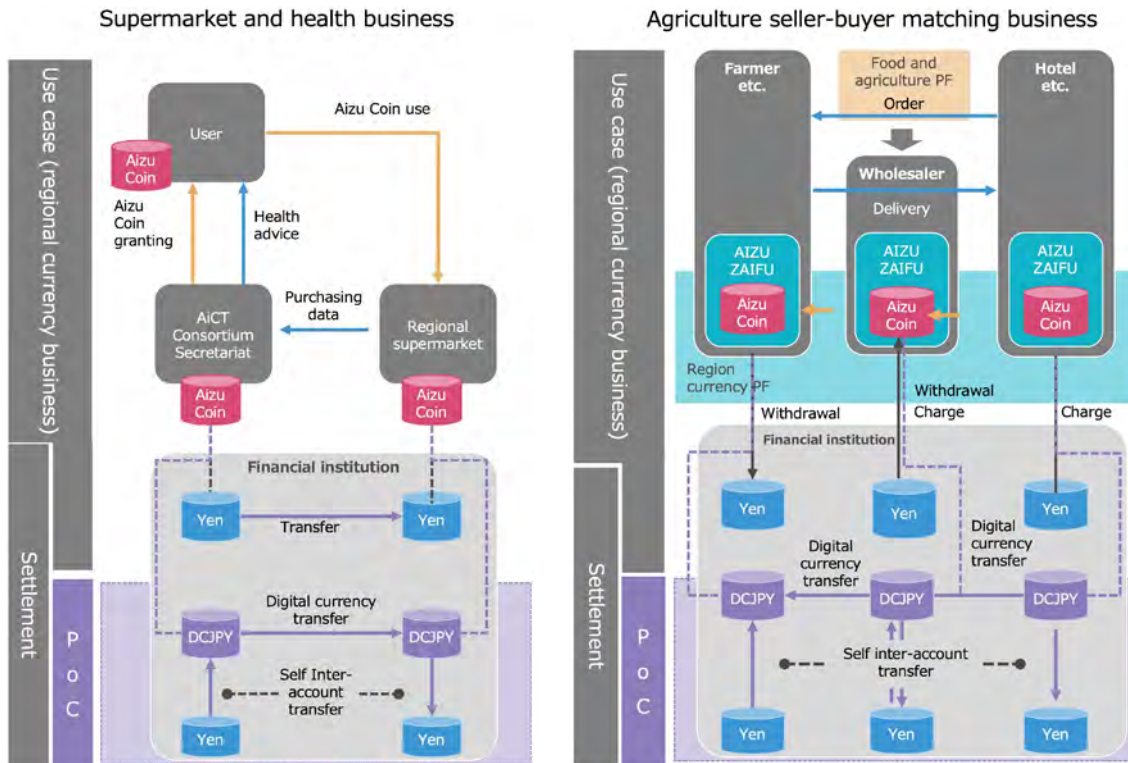 Supermarket and health business
Use case (regional currency business)
Settlement
PoC
User
Aizu
Coin
Aizu Coin use
Aizu
Coin
granting
Health
advice
AiCT
Consortium
Secretariat
Purchasing
data
Regional
supermarket
Aizu
Coin
Aizu
Coin
Financial institution
Yen
Transfer
Yen
Digital currency
transfer
DCJPY
DCJPY
Self Inter-
account
transfer
Yen
Yen
Agriculture seller-buyer matching business
Use case (regional currency business)
Settlement
PoC
Farmer
etc.
Food and
agriculture PF
Order
Hotel
etc.
Wholesaler
Delivery
AIZU
ZAIFU
Aizu
Coin
AIZU
ZAIFU
Aizu
Coin
AIZU
ZAIFU
Aizu
Coin
Region
currency PF
Withdrawal
Withdrawal
Charge
Charge
Financial institution
Yen
Yen
Yen
Digital
currency
transfer
Digital
currency
transfer
DCJPY
DCJPY
DCJPY
Self inter-account
transfer
Yen
Yen
Yen